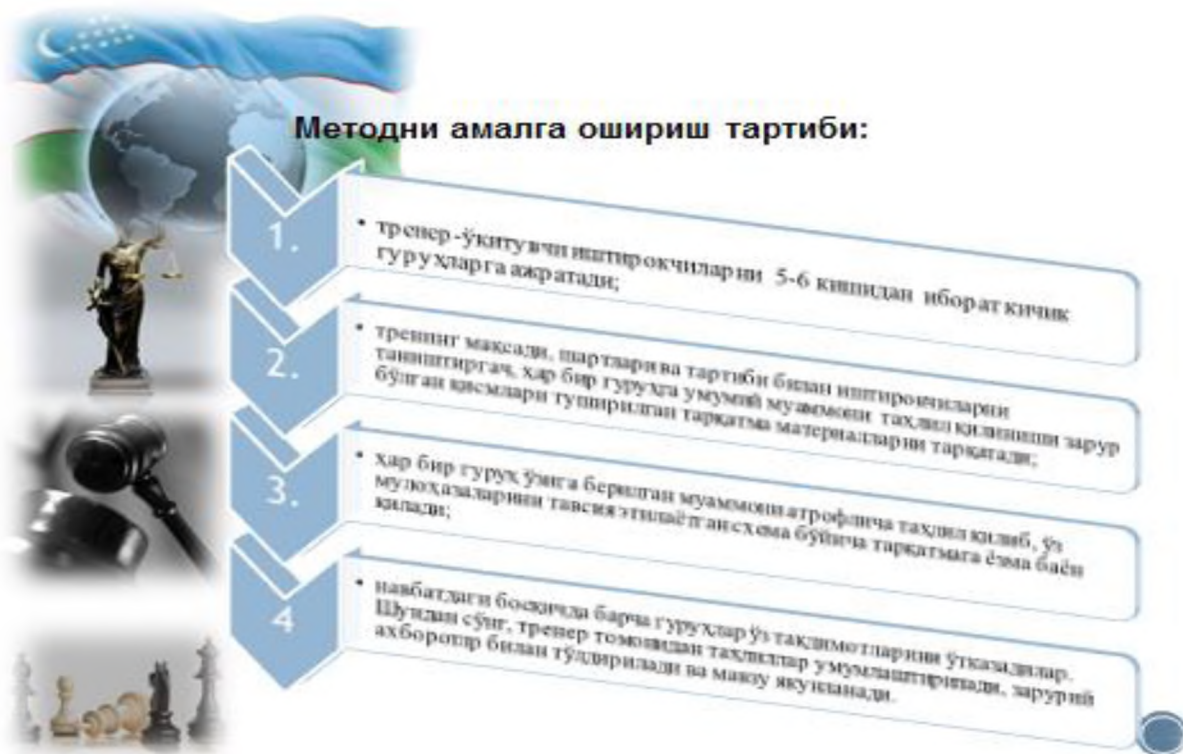 Методни амалга ошириш тартиби:
1.
• тренер-ўқитувчи иштирокчиларни 5-6 кишидан иборат кичик
гуруҳларга ажратади;
2.
• тренинг мақсади, шартлари ва тартиби билан иштирокчиларни
таништиргач, ҳар бир гуруҳга умумий муаммони таҳлил қилиниши зарур
бўлган қисмлари туширилган тарқатма материалларни тарқатади;
3.
• ҳар бир гуруҳ ўзига берилган муаммони атрофлича таҳлил қилиб, ўз
мулоҳазаларини тавсия этилаётган схема бўйича тарқатмага ёзма баён
қилади;
4
• навбатдаги босқичда барча гуруҳлар ўз тақдимотларини ўтказадилар.
Шундан сўнг, тренер томонидан таҳлиллар умумлаштирилади, зарурий
ахборотлр билан тўлдирилади ва мавзу якунланади.